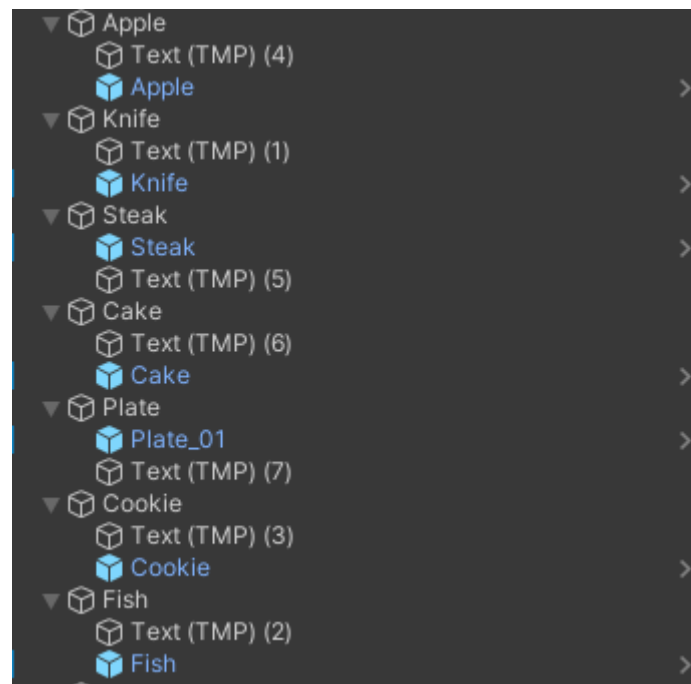 Apple
Text (TMP) (4)
Apple
Knife
Text (TMP) (1)
Knife
Steak
Steak
Text (TMP) (5)
Cake
Text (TMP) (6)
Cake
Plate
Plate_01
Text (TMP) (7)
Cookie
Text (TMP) (3)
Cookie
Fish
Text (TMP) (2)
Fish